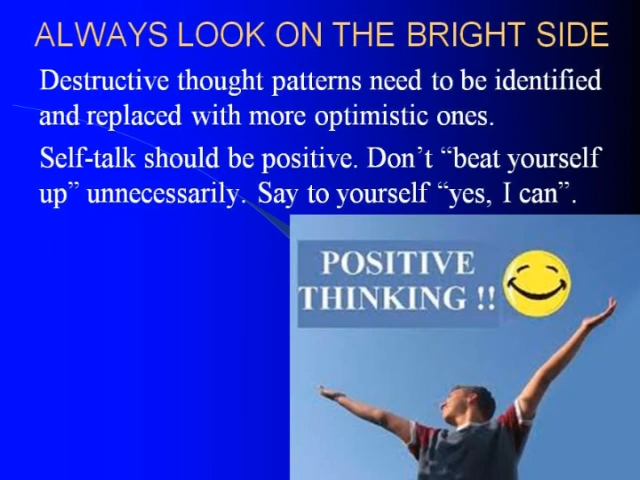 ALWAYS LOOK ON THE BRIGHT SIDE
Destructive thought patterns need to be identified
and replaced with more optimistic ones.
Self-talk should be positive. Don’t “beat yourself
up” unnecessarily. Say to yourself “yes, I can”.
POSITIVE
THINKING !!